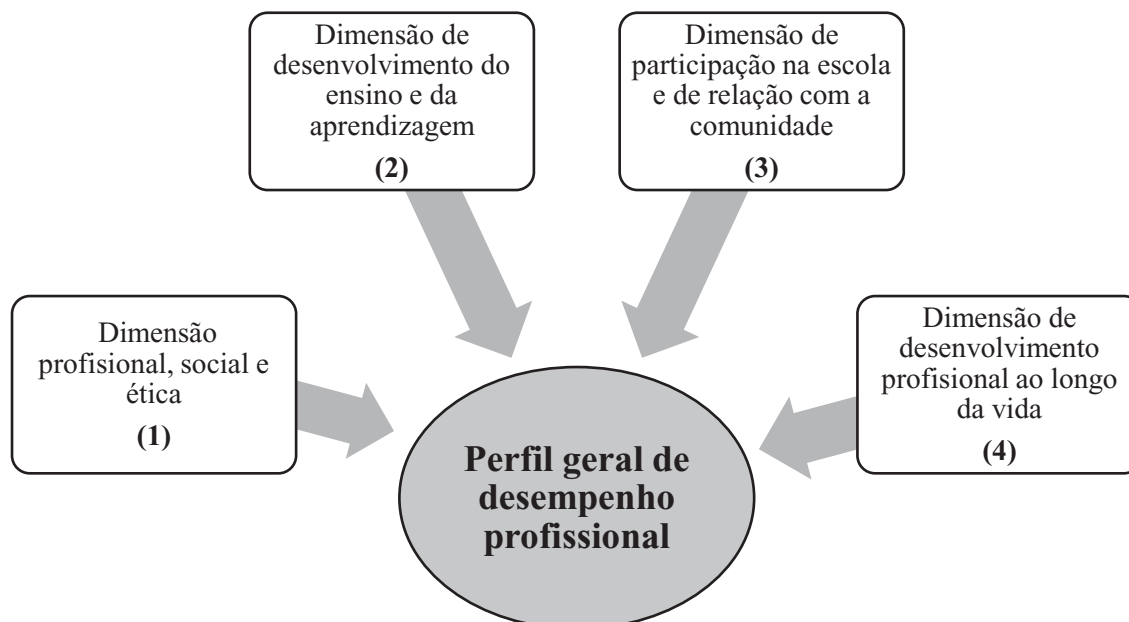 Dimensão de
desenvolvimento do
ensino e da
aprendizagem
(2)
Dimensão de
participação na escola
e de relação com a
comunidade
(3)
Dimensão
profisional, social e
ética
(1)
Dimensão de
desenvolvimento
profisional ao longo
da vida
(4)
Perfil geral de
desempenho
profissional